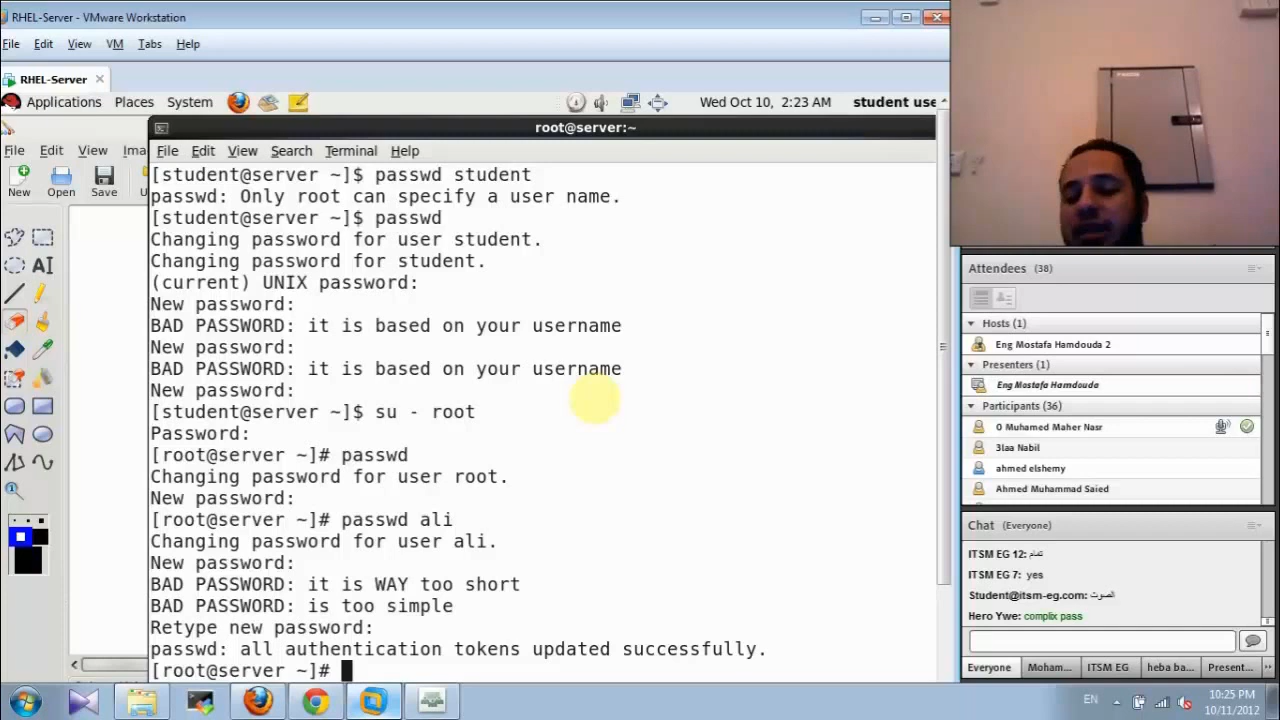 RHEL-Server - VMware Workstation
File Edit View VM Tabs Help
RHEL-Server
Applications Places System Wed Oct 10, 2:23 AM student use
root@server:~
File Edit View Ima
File Edit View Search Terminal Help
New Open Save
[student@server ~]$ passwd student
passwd: Only root can specify a user name.
[student@server ~]$ passwd
Changing password for user student.
Changing password for student.
(current) UNIX password:
New password:
BAD PASSWORD: it is based on your username
New password:
BAD PASSWORD: it is based on your username
New password:
[student@server ~]$ su - root
Password:
[root@server ~]# passwd
Changing password for user root.
New password:
[root@server ~]# passwd ali
Changing password for user ali.
New password:
BAD PASSWORD: it is WAY too short
BAD PASSWORD: is too simple
Retype new password:
passwd: all authentication tokens updated successfully.
[root@server ~]#
Attendees (38)
Hosts (1)
Eng Mostafa Hamdouda 2
Presenters (1)
Eng Mostafa Hamdouda
Participants (36)
0 Muhamed Maher Nasr
3laa Nabil
ahmed elshemy
Ahmed Muhammad Saied
Chat (Everyone)
ITSM EG 12: تمام
ITSM EG 7: yes
Student@itsm-eg.com: الصوت
Hero Ywe: complix pass
Everyone Moham... ITSM EG heba ba... Present...
EN
10:25 PM
10/11/2012